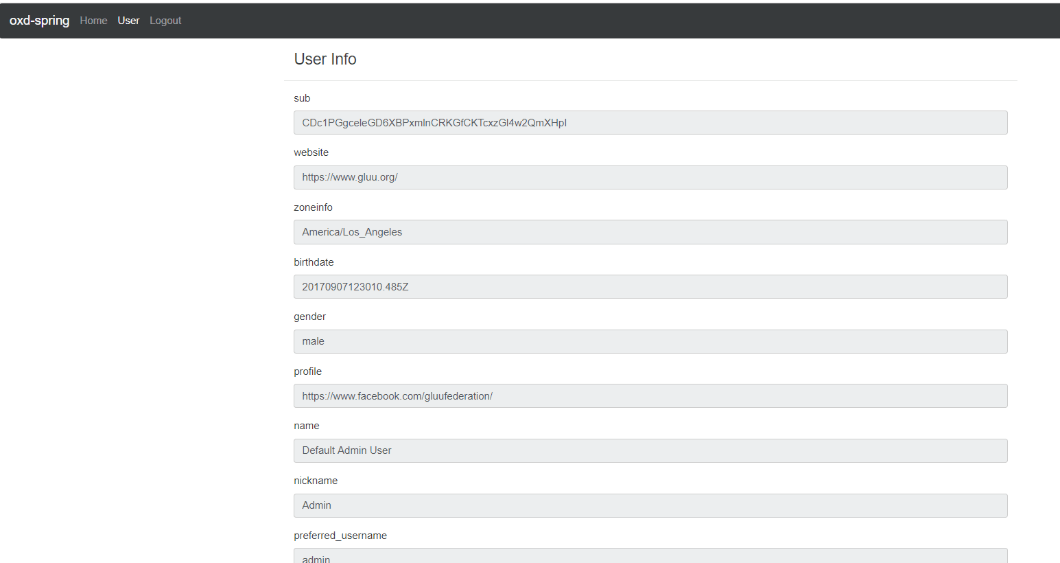 oxd-spring Home User Logout
User Info
sub
CDc1PGgceleGD6XBPxmlnCRKGfCKTcxzGl4w2QmXHpI
website
https://www.gluu.org/
zoneinfo
America/Los_Angeles
birthdate
20170907123010.485Z
gender
male
profile
https://www.facebook.com/gluufederation/
name
Default Admin User
nickname
Admin
preferred_username
admin